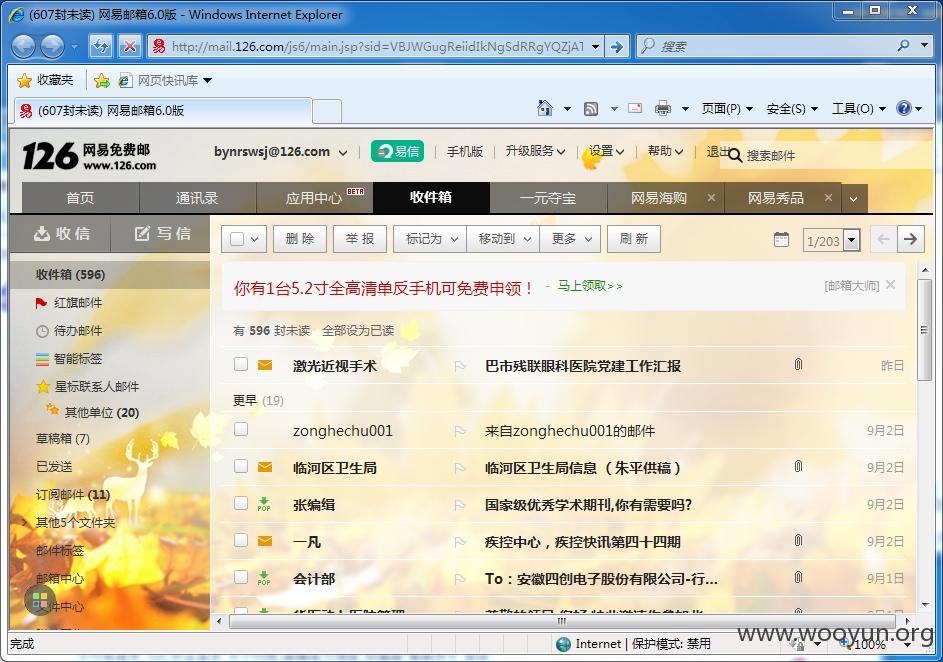 (607封未读) 网易邮箱6.0版 - Windows Internet Explorer
http://mail.126.com/js6/main.jsp?sid=VBJWGugReiidIkNgSdRRgYQZjAT 搜索
收藏夹 网页快讯库
(607封未读) 网易邮箱6.0版 页面(P) 安全(S) 工具(O)
126 网易免费邮 www.126.com bynrswsj@126.com 易信 手机版 升级服务 设置 帮助 退出 搜索邮件
首页 通讯录 应用中心 BETA 收件箱 一元夺宝 网易海购 网易秀品
收信 写信 删除 举报 标记为 移动到 更多 刷新 1/203
收件箱 (596)
你有1台5.2寸全高清单反手机可免费申领! - 马上领取>> [邮箱大师]
红旗邮件
待办邮件
有 596 封未读 全部设为已读
智能标签
激光近视手术 巴市残联眼科医院党建工作汇报 昨日
星标联系人邮件
更早 (19)
其他单位 (20)
zonghechu001 来自zonghechu001的邮件 9月2日
草稿箱 (7)
已发送
临河区卫生局 临河区卫生局信息（朱平供稿） 9月2日
订阅邮件 (11)
张编辑 国家级优秀学术期刊,你有需要吗? 9月2日
其他5个文件夹
一凡 疾控中心，疾控快讯第四十四期 9月2日
邮件标签
邮箱中心
会计部 To：安徽四创电子股份有限公司-行... 9月1日
件中心
完成 Internet | 保护模式: 禁用 100%
www.wooyun.org